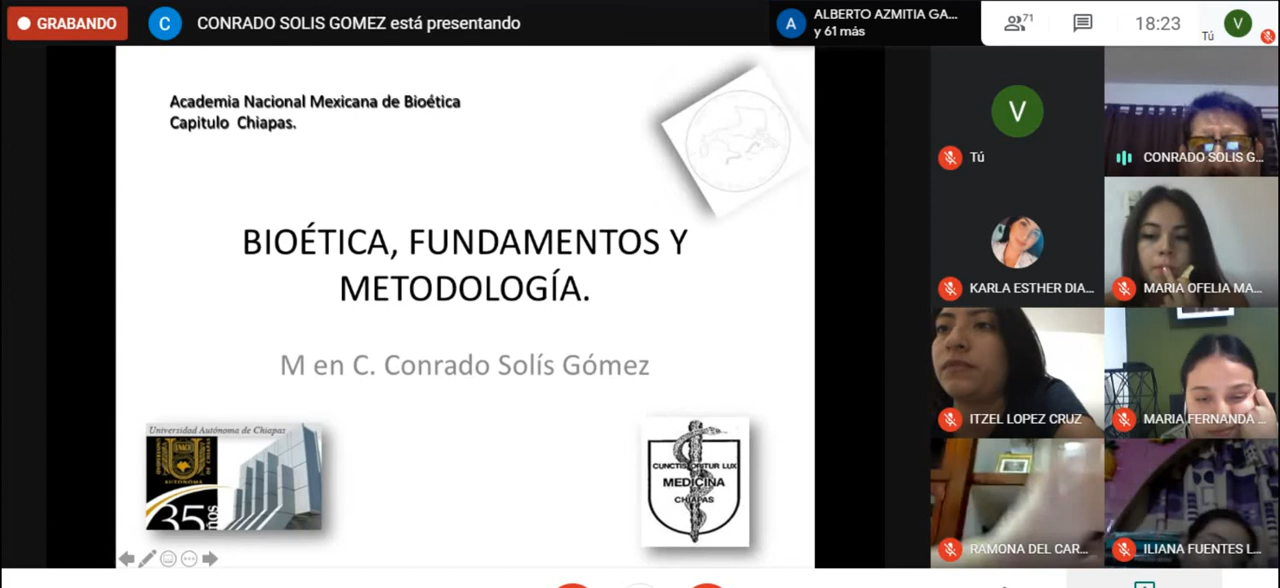 GRABANDO
C
CONRADO SOLIS GOMEZ está presentando
A
ALBERTO AZMITIA GA...
y 61 más
71
18:23
Tú
V
Academia Nacional Mexicana de Bioética
Capitulo Chiapas.
BIOÉTICA, FUNDAMENTOS Y
METODOLOGÍA.
M en C. Conrado Solís Gómez
Universidad Autónoma de Chiapas
AUTONOMA
35
años
MEDICINA
CHIAPAS
V
Tú
CONRADO SOLIS G...
KARLA ESTHER DIA...
MARIA OFELIA MA...
ITZEL LOPEZ CRUZ
MARIA FERNANDA ...
RAMONA DEL CAR...
ILIANA FUENTES L...